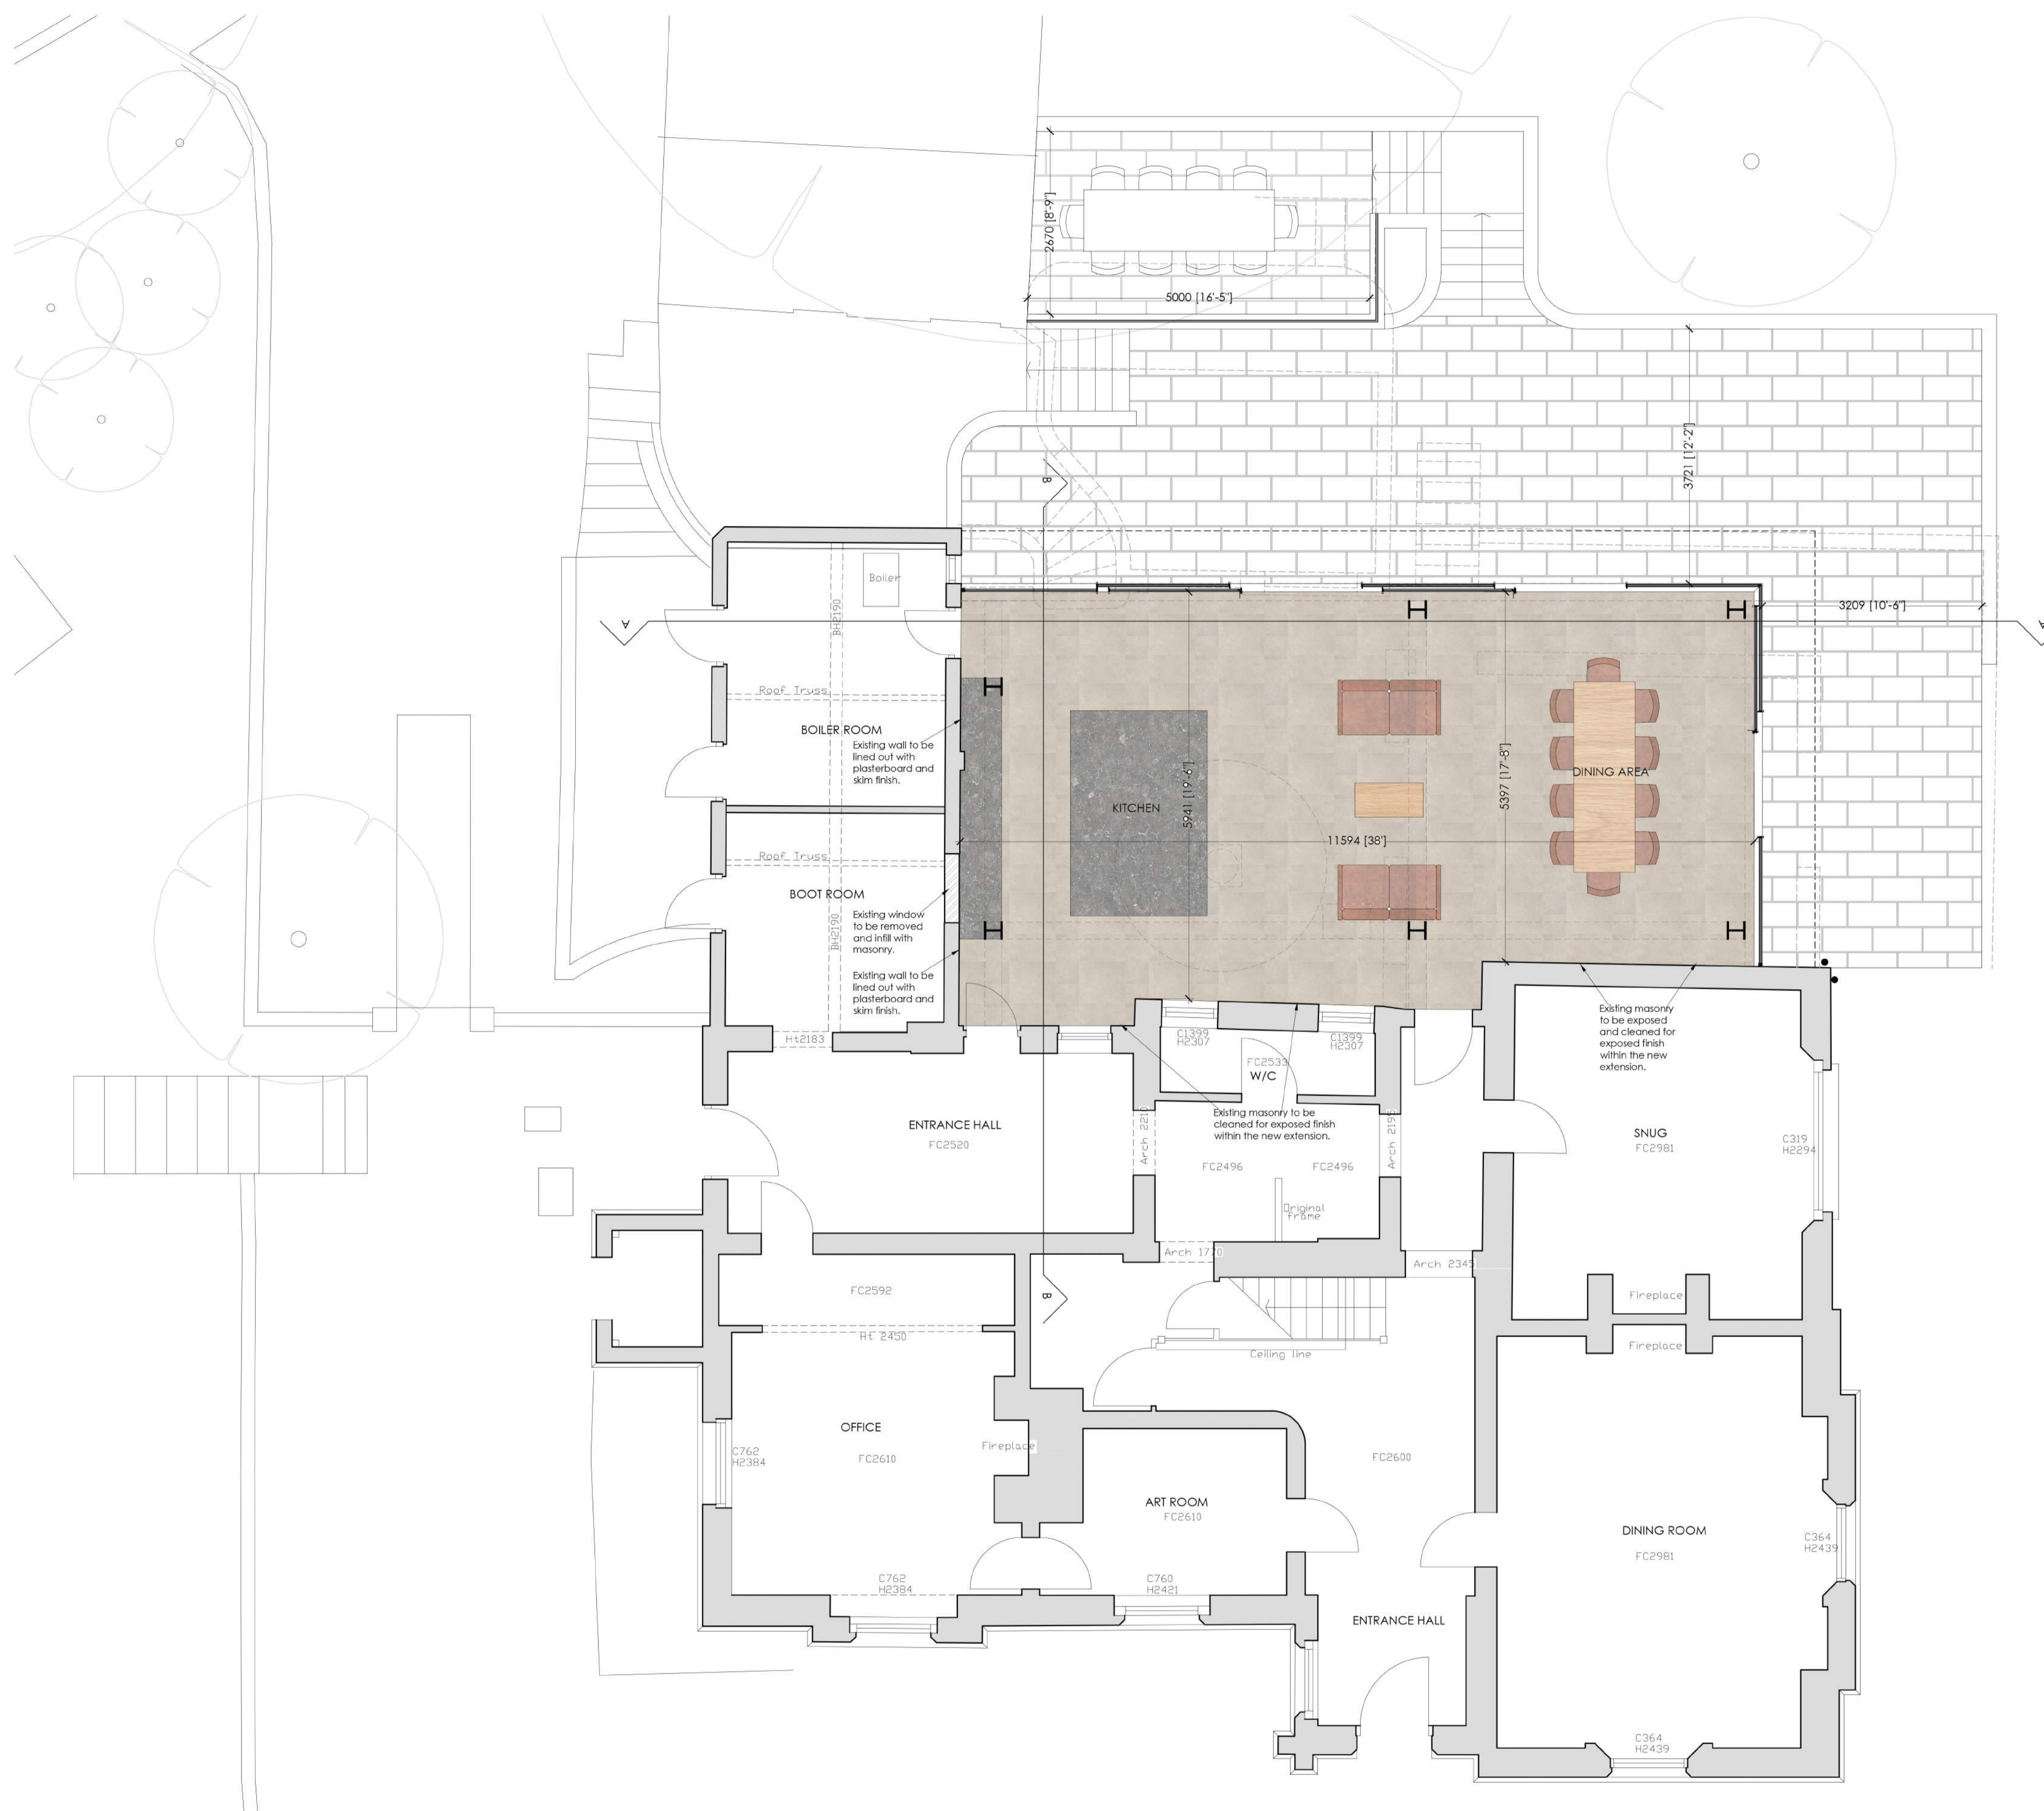 2670 [8'-9"]
5000 [16'-5"]
3721 [12'-2"]
B
Boiler
BH2190
A
3209 [10'-6"]
A
Roof Truss
BOILER ROOM
Existing wall to be
lined out with
plasterboard and
skim finish.
KITCHEN
5941 [19'-6"]
5397 [17'-8"]
DINING AREA
11594 [38']
Roof Truss
BOOT ROOM
BH2190
Existing window
to be removed
and infill with
masonry.
Existing wall to be
lined out with
plasterboard and
skim finish.
Ht2183
C1399
H2307
C1399
H2307
FC2533
W/C
Existing masonry
to be exposed
and cleaned for
exposed finish
within the new
extension.
Existing masonry to be
cleaned for exposed finish
within the new extension.
ENTRANCE HALL
FC2520
Arch 2210
Arch 2195
FC2496
FC2496
SNUG
FC2981
C319
H2294
Original
frame
Arch 1770
Arch 2345
FC2592
B
Fireplace
Ht 2450
Ceiling line
Fireplace
OFFICE
FC2610
Fireplace
C762
H2384
FC2600
ART ROOM
FC2610
DINING ROOM
FC2981
C364
H2439
C762
H2384
C760
H2421
ENTRANCE HALL
C364
H2439